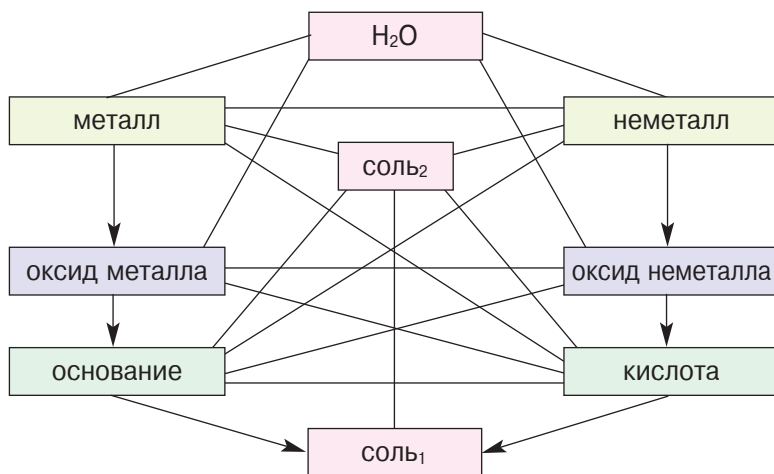 H₂O
металл
неметалл
соль₂
оксид металла
оксид неметалла
основание
кислота
соль₁